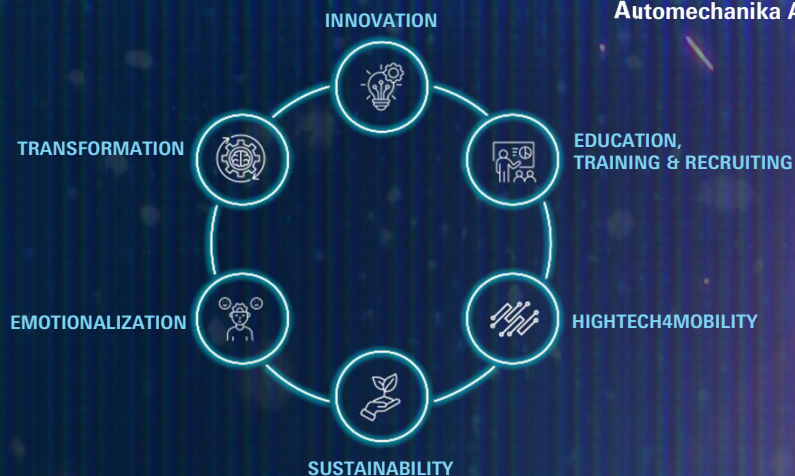 Automechanika A
INNOVATION
TRANSFORMATION
EDUCATION,
TRAINING & RECRUITING
EMOTIONALIZATION
HIGHTECH4MOBILITY
SUSTAINABILITY